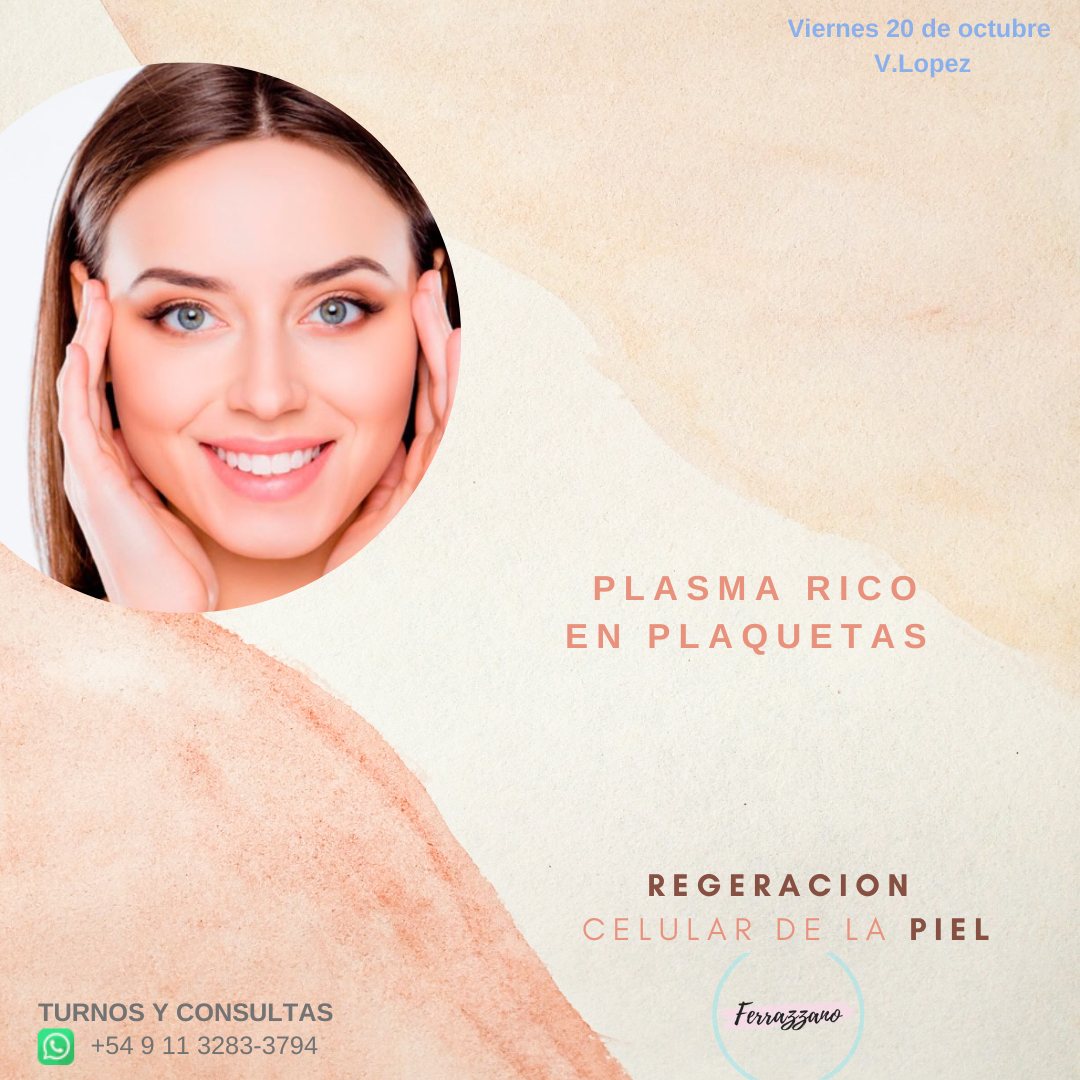 Viernes 20 de octubre
V.Lopez
PLASMA RICO
EN PLAQUETAS
REGERACION
CELULAR DE LA PIEL
Ferrazzano
TURNOS Y CONSULTAS
+54 9 11 3283-3794